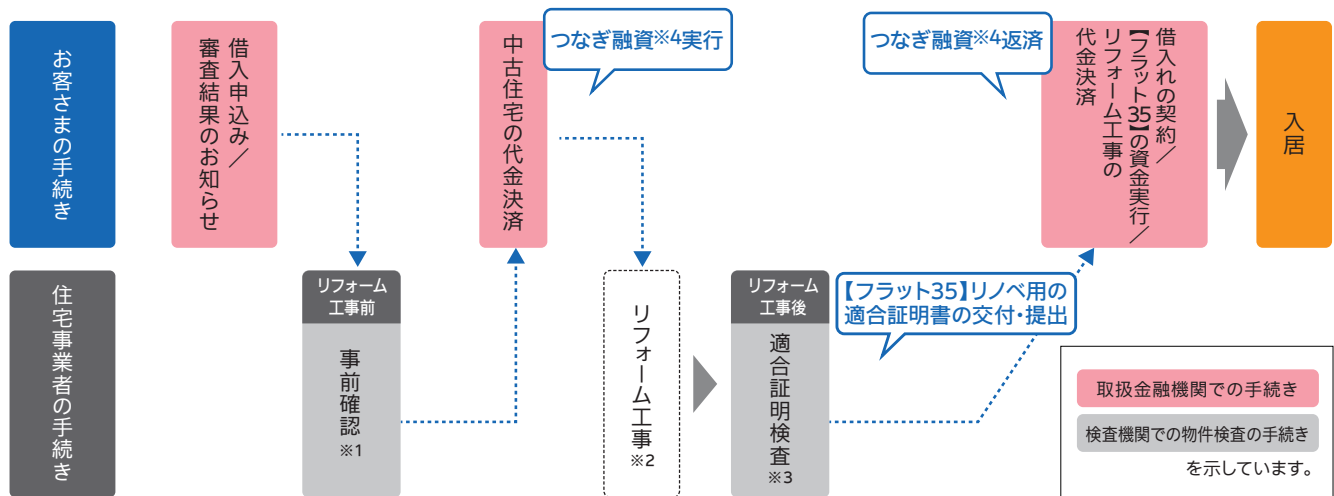 お客さまの手続き
借入申込み／
審査結果のお知らせ
中古住宅の代金決済
つなぎ融資※4実行
つなぎ融資※4返済
借入れの契約／
【フラット35】の資金実行／
リフォーム工事の
代金決済
入居
住宅事業者の手続き
リフォーム
工事前
事前確認
※1
リフォーム工事
※2
リフォーム
工事後
適合証明検査
※3
【フラット35】リノベ用の
適合証明書の交付・提出
取扱金融機関での手続き
検査機関での物件検査の手続き
を示しています。